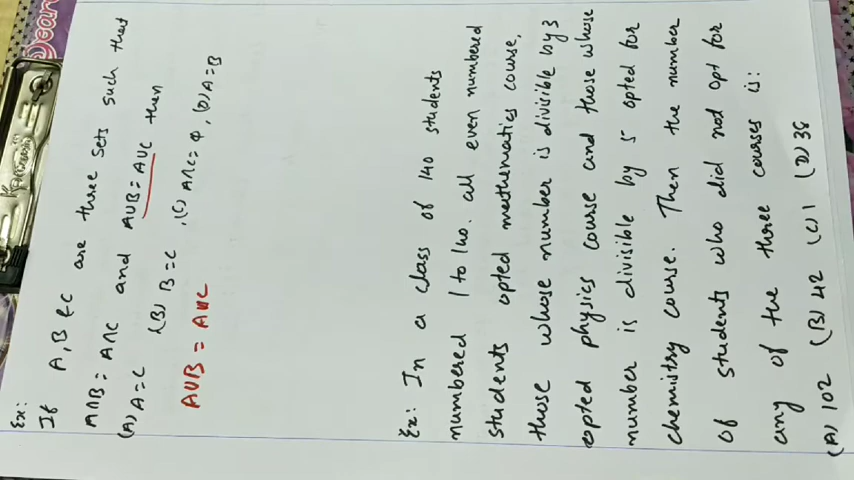 Ex:
If A, B & C are three sets such that
A∩B = A∩C and A∪B = A∪C then
(A) A=C (B) B=C , (C) A∩C = ϕ , (D) A=B
A∪B = A∪C
Ex: In a class of 140 students
numbered 1 to 140. all even numbered
students opted mathematics course,
those whose number is divisible by 3
opted physics course and those whose
number is divisible by 5 opted for
chemistry course. Then the number
of students who did not opt for
any of the three courses is:
(A) 102 (B) 42 (C) 1 (D) 38